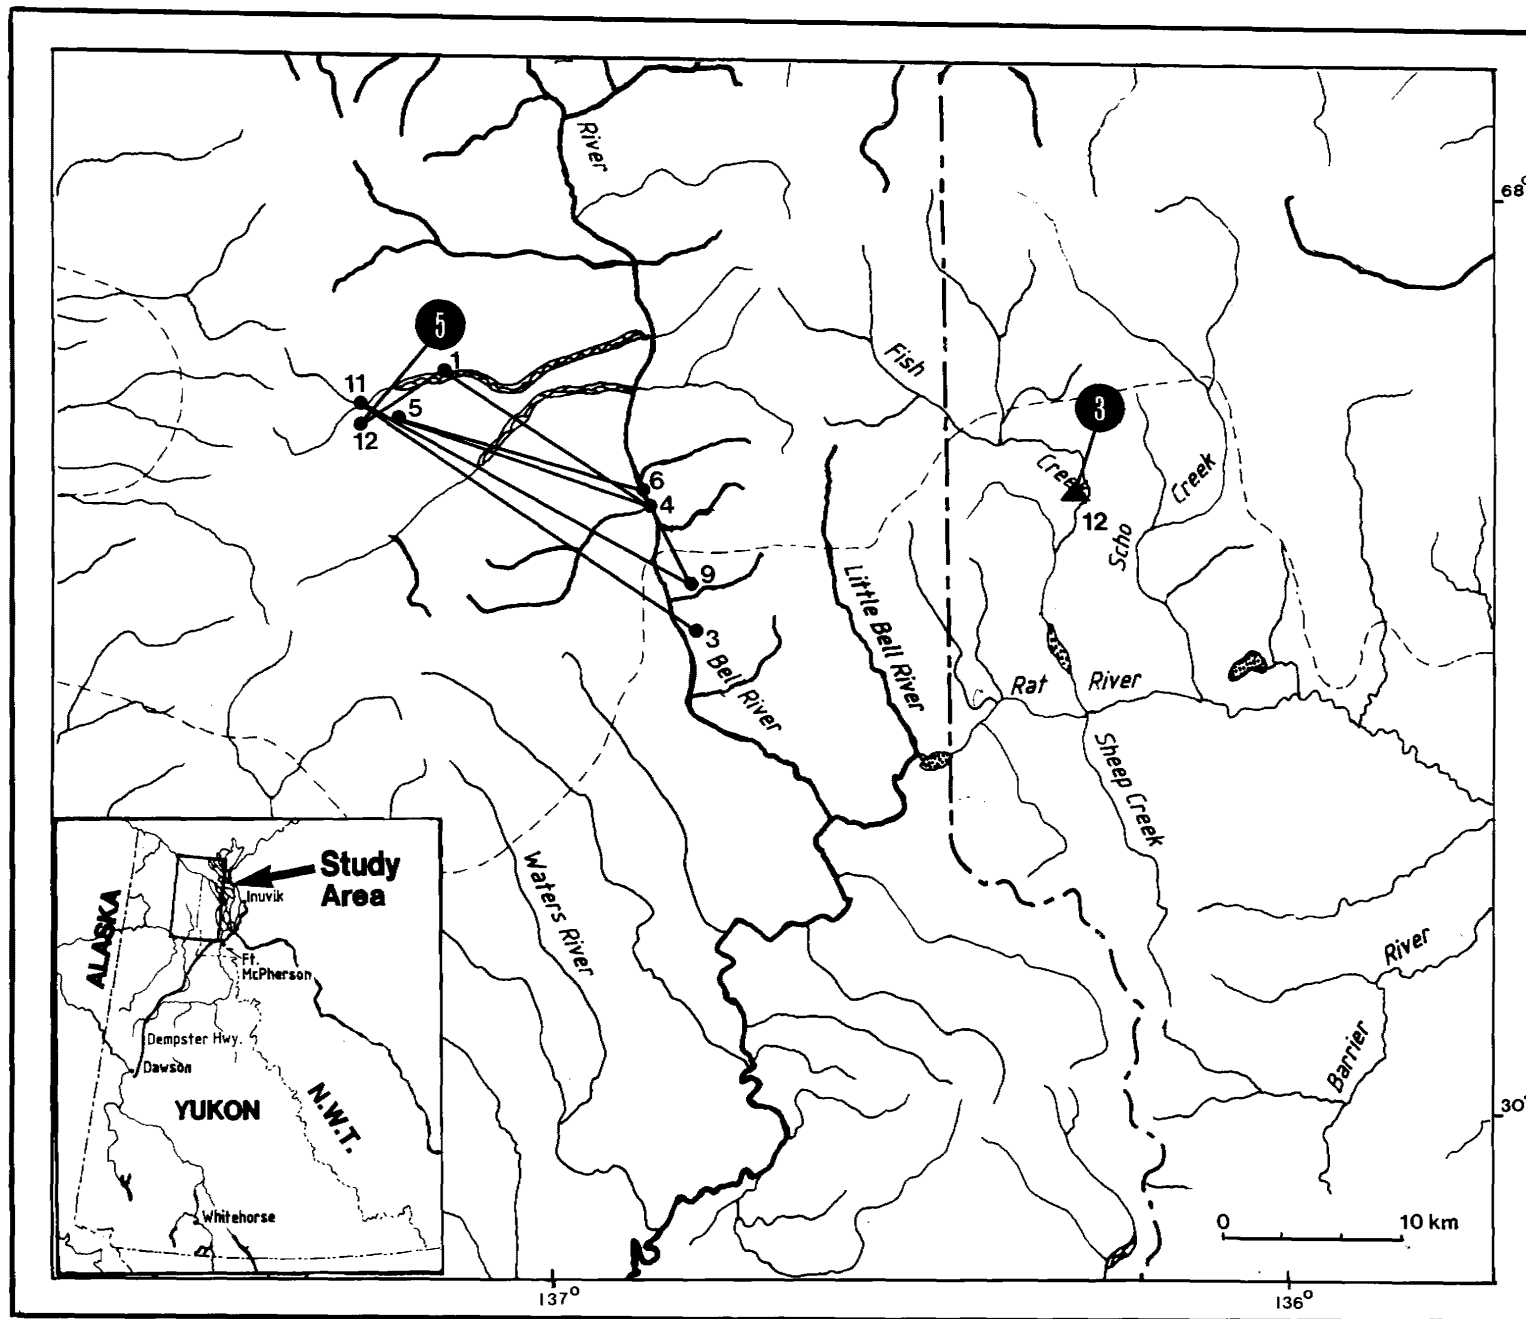 River
68°
5
1
11
5
12
Fish
3
Creek
Creek
12
Scho
6
4
9
3
Bell River
Little Bell River
Rat River
Sheep Creek
Waters River
River
Barrier
30°
0 10 km
137°
136°
Study
Area
Inuvik
ALASKA
Ft.
McPherson
Dempster Hwy.
Dawson
YUKON
N.W.T.
Whitehorse